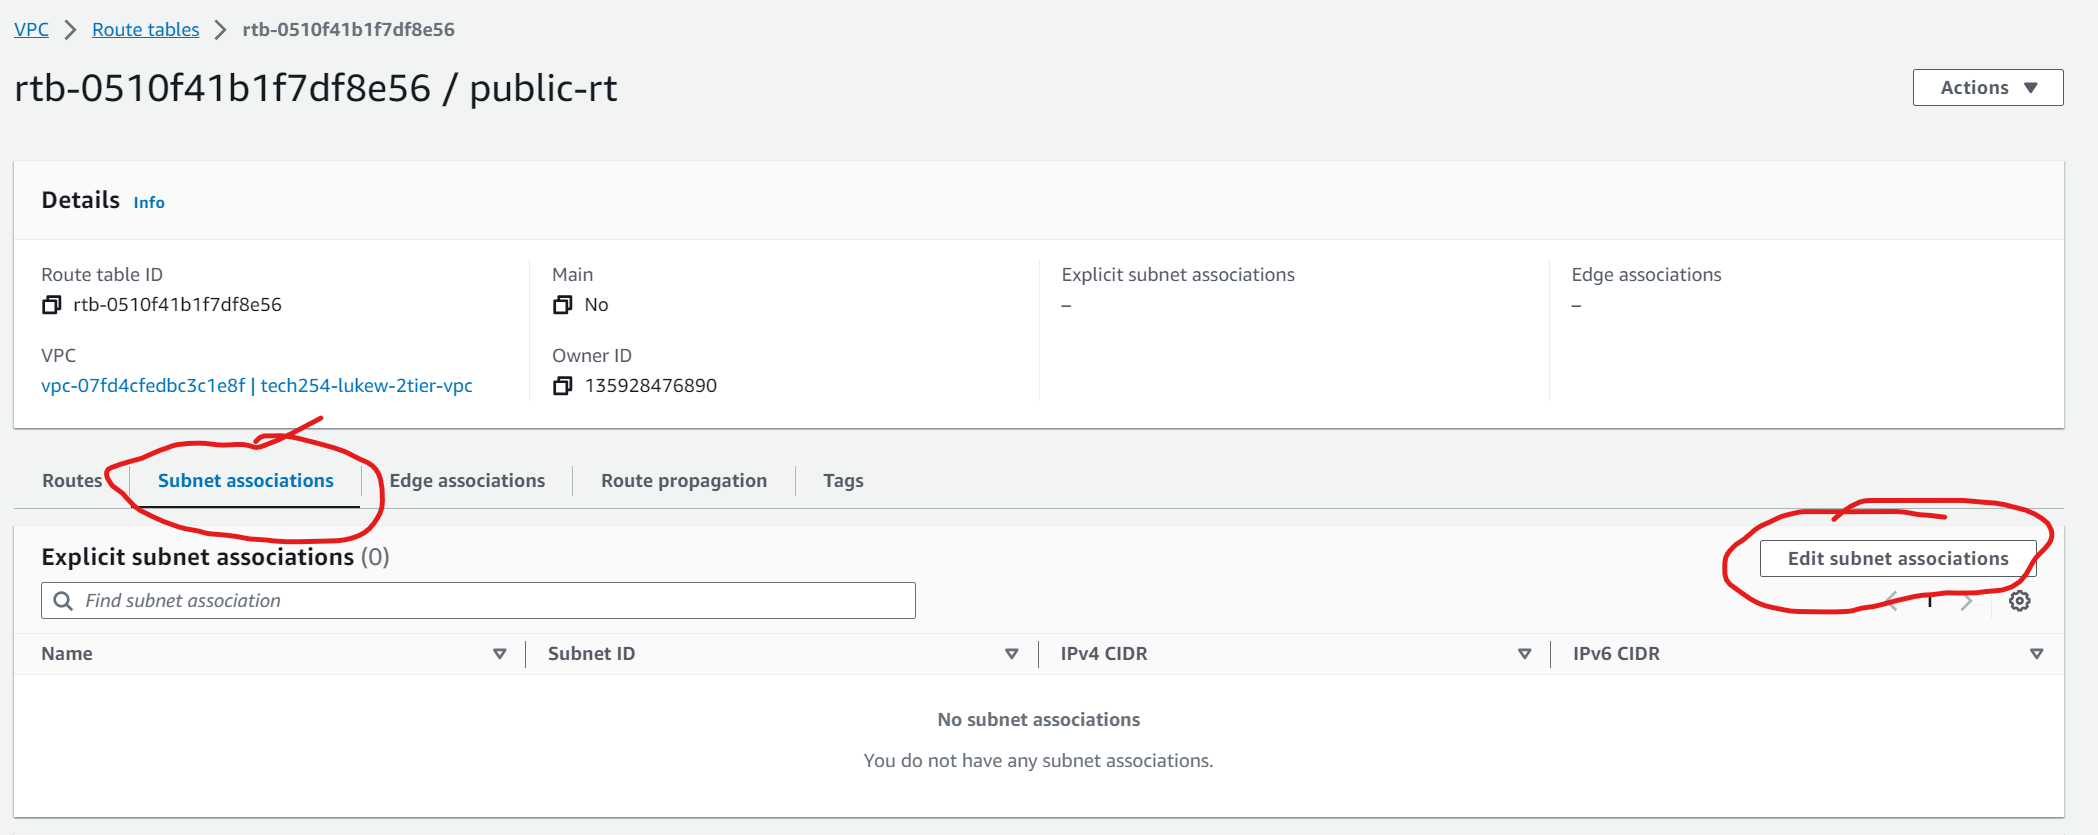 VPC > Route tables > rtb-0510f41b1f7df8e56
rtb-0510f41b1f7df8e56 / public-rt
Actions
Details Info
Route table ID
rtb-0510f41b1f7df8e56
Main
No
Explicit subnet associations
–
Edge associations
–
VPC
vpc-07fd4cfedbc3c1e8f | tech254-lukew-2tier-vpc
Owner ID
135928476890
Routes
Subnet associations
Edge associations
Route propagation
Tags
Explicit subnet associations (0)
Edit subnet associations
Find subnet association
1
Name
Subnet ID
IPv4 CIDR
IPv6 CIDR
No subnet associations
You do not have any subnet associations.